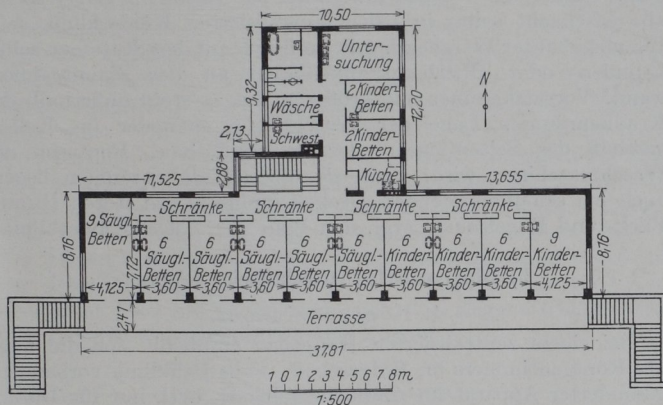 10,50
Unter-
suchung
N
9,32
12,20
2 Kinder-
Betten
Wäsche
2,13
Schwest.
2 Kinder-
Betten
2,88
Küche
11,525
13,655
Schränke
Schränke
Schränke
Schränke
8,16
7,72
9 Säugl.-
Betten
6
Säugl.-
Betten
6
Säugl.-
Betten
6
Säugl.-
Betten
6
Säugl.-
Betten
6
Säugl.-
Betten
6
Kinder-
Betten
6
Kinder-
Betten
6
Kinder-
Betten
9
Kinder-
Betten
8,16
4,125
3,60
3,60
3,60
3,60
3,60
3,60
3,60
3,60
4,125
2,41
Terrasse
37,81
1 0 1 2 3 4 5 6 7 8m
1:500